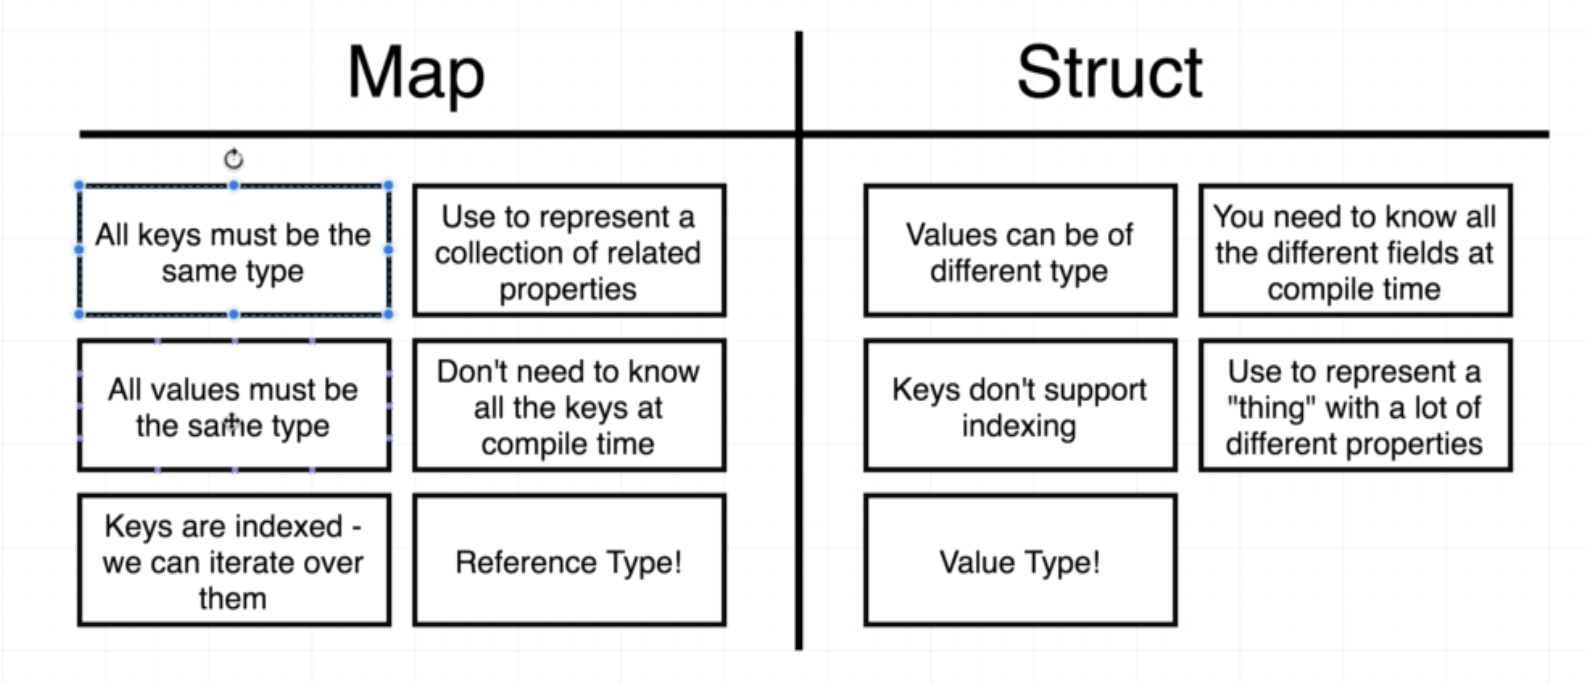 Map
Struct
All keys must be the
same type
Use to represent a
collection of related
properties
Values can be of
different type
You need to know all
the different fields at
compile time
All values must be
the same type
Don't need to know
all the keys at
compile time
Keys don't support
indexing
Use to represent a
"thing" with a lot of
different properties
Keys are indexed -
we can iterate over
them
Reference Type!
Value Type!